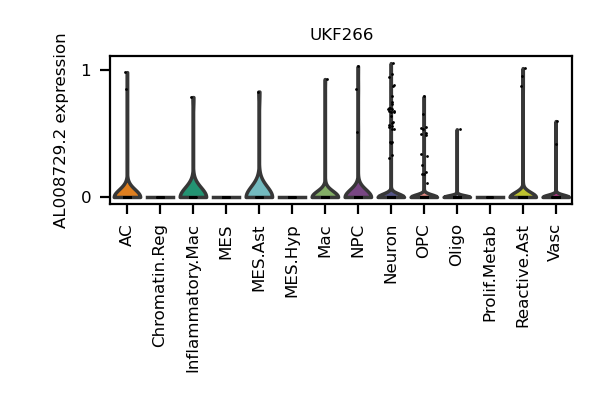 UKF266
AL008729.2 expression
1
0
AC
Chromatin.Reg
Inflammatory.Mac
MES
MES.Ast
MES.Hyp
Mac
NPC
Neuron
OPC
Oligo
Prolif.Metab
Reactive.Ast
Vasc